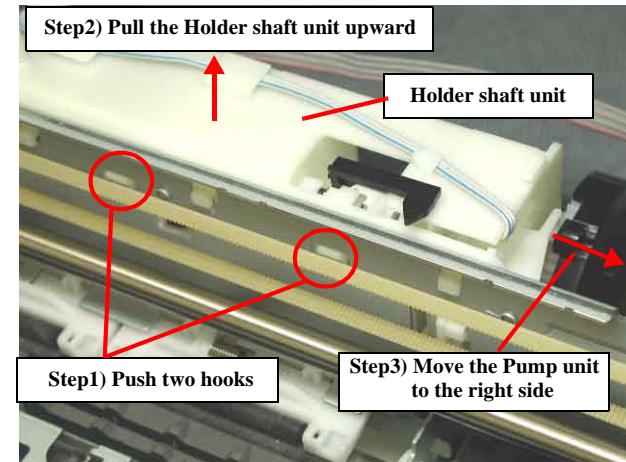 Step2) Pull the Holder shaft unit upward
Holder shaft unit
Step1) Push two hooks
Step3) Move the Pump unit
to the right side